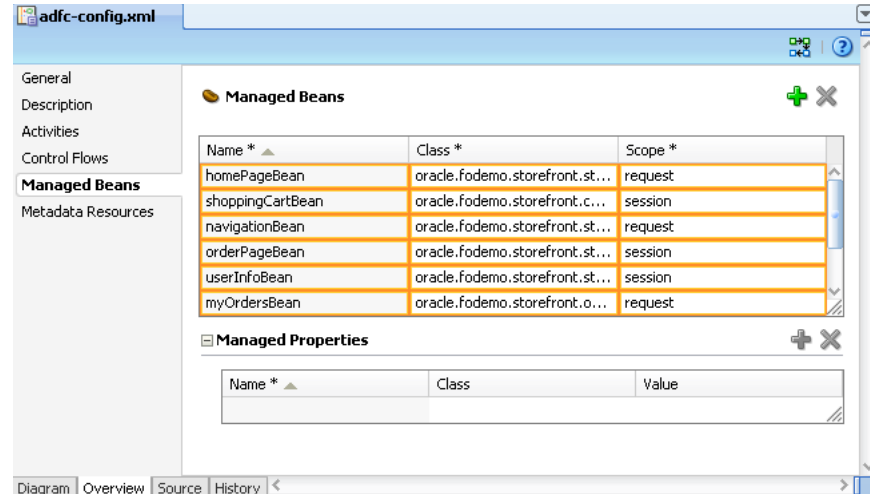 adfc-config.xml
General
Description
Activities
Control Flows
Managed Beans
Metadata Resources
Managed Beans
Name * Class * Scope *
homePageBean oracle.fodemo.storefront.st... request
shoppingCartBean oracle.fodemo.storefront.c... session
navigationBean oracle.fodemo.storefront.st... request
orderPageBean oracle.fodemo.storefront.st... session
userInfoBean oracle.fodemo.storefront.st... session
myOrdersBean oracle.fodemo.storefront.o... request
Managed Properties
Name * Class Value
Diagram Overview Source History